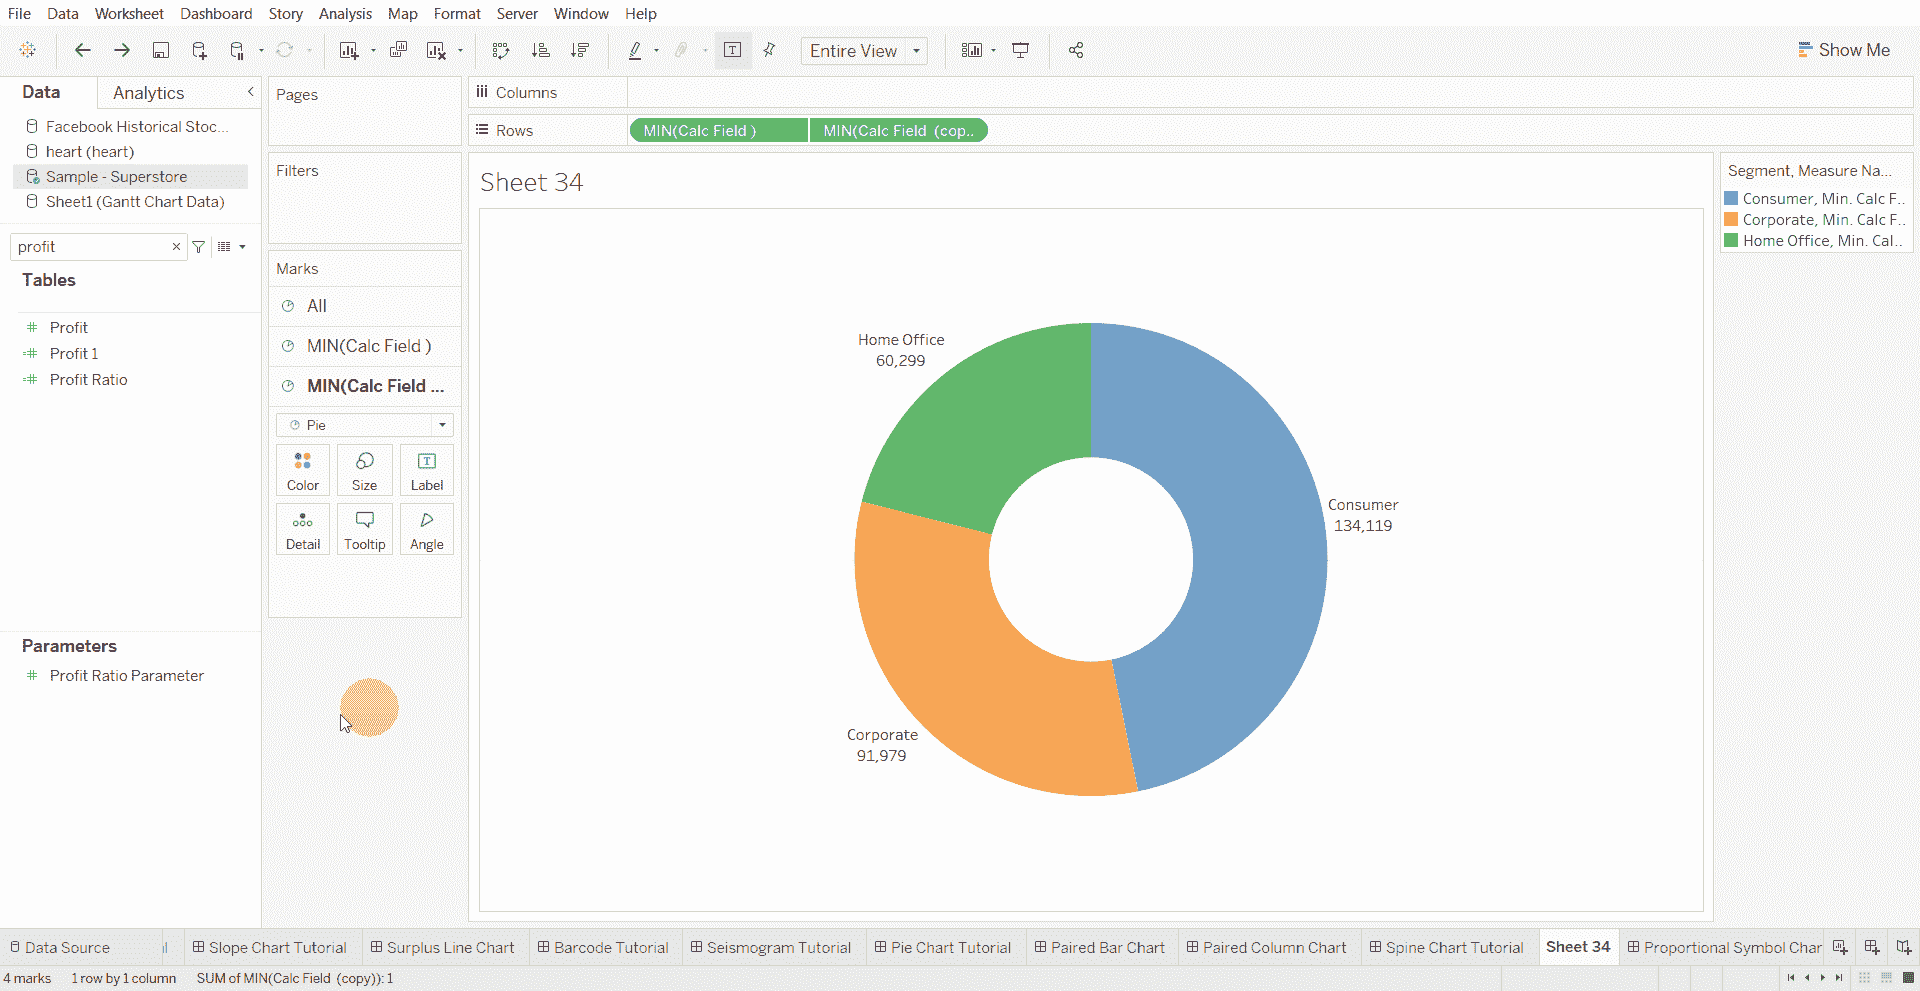 File Data Worksheet Dashboard Story Analysis Map Format Server Window Help
Entire View
Show Me
Data
Analytics
Facebook Historical Stoc...
heart (heart)
Sample - Superstore
Sheet1 (Gantt Chart Data)
profit
Tables
Profit
Profit 1
Profit Ratio
Parameters
Profit Ratio Parameter
Pages
Filters
Marks
All
MIN(Calc Field )
MIN(Calc Field ...
Pie
Color Size Label
Detail Tooltip Angle
Columns
Rows
MIN(Calc Field ) MIN(Calc Field (cop..
Sheet 34
Home Office
60,299
Consumer
134,119
Corporate
91,979
Segment, Measure Na...
Consumer, Min. Calc F..
Corporate, Min. Calc F..
Home Office, Min. Cal..
Data Source Slope Chart Tutorial Surplus Line Chart Barcode Tutorial Seismogram Tutorial Pie Chart Tutorial Paired Bar Chart Paired Column Chart Spine Chart Tutorial Sheet 34 Proportional Symbol Char
4 marks 1 row by 1 column SUM of MIN(Calc Field (copy)): 1